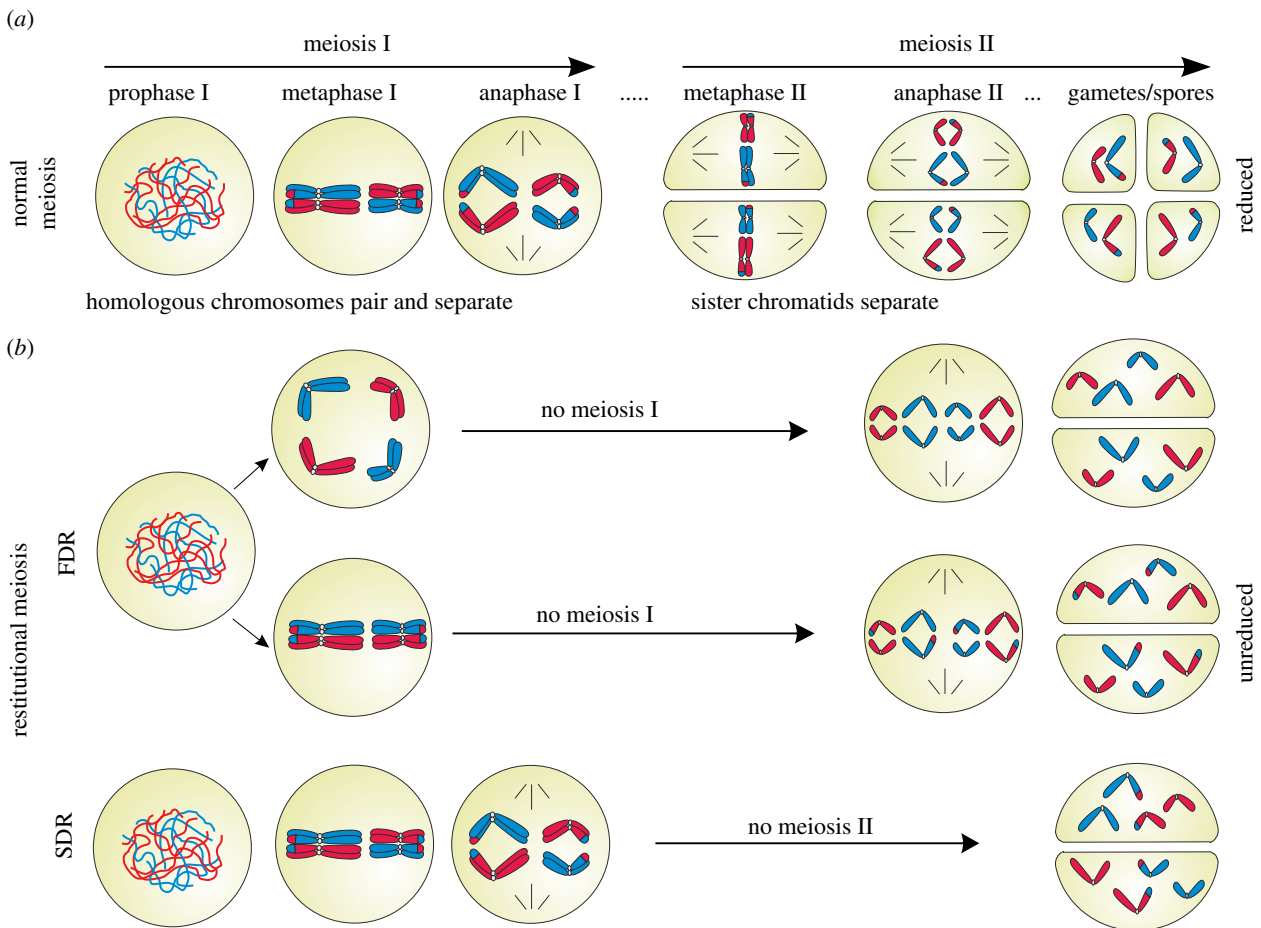 (a)
meiosis I
meiosis II
prophase I
metaphase I
anaphase I
.....
metaphase II
anaphase II
...
gametes/spores
normal
meiosis
reduced
homologous chromosomes pair and separate
sister chromatids separate
(b)
restitutional meiosis
FDR
no meiosis I
no meiosis I
unreduced
SDR
no meiosis II